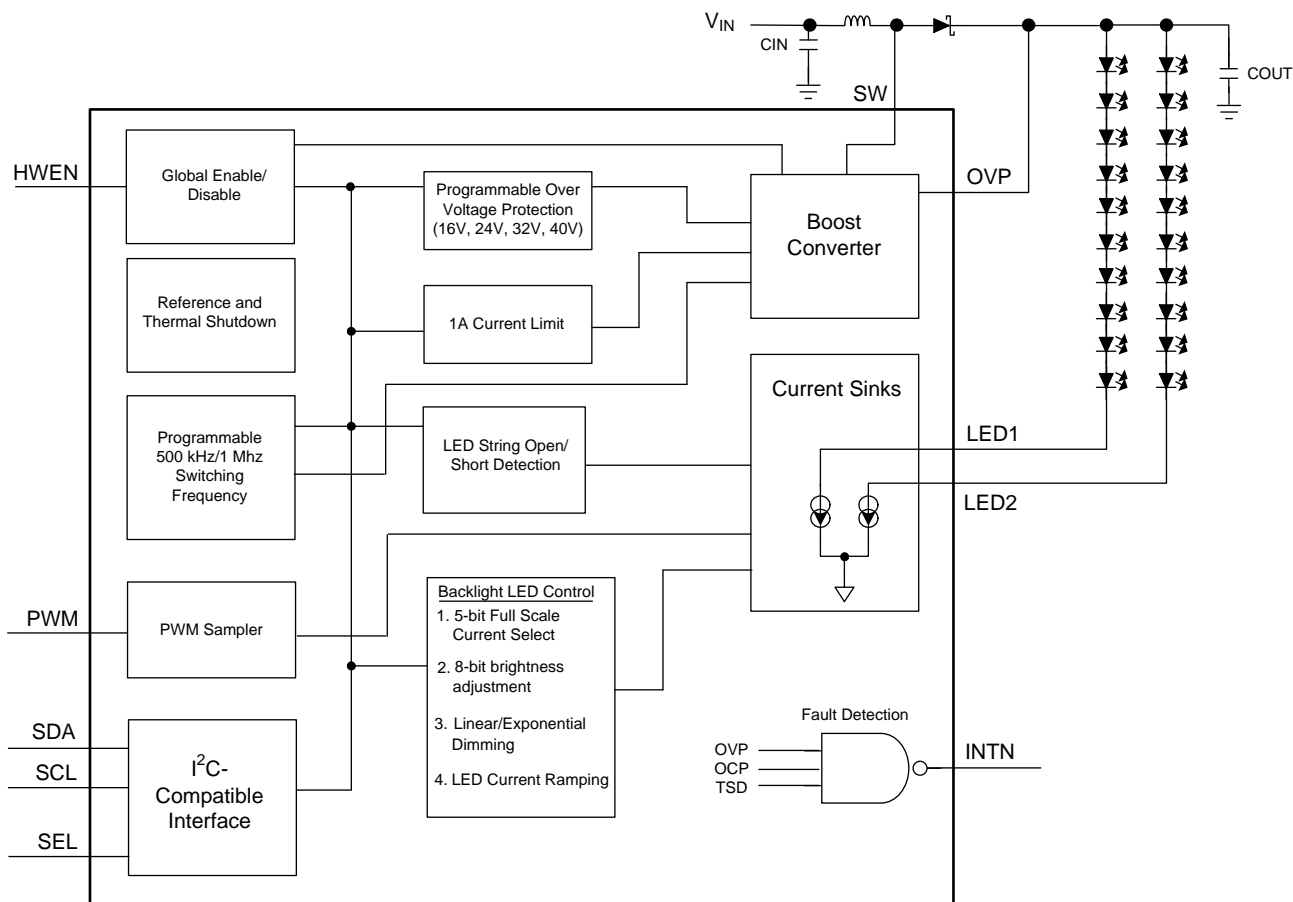 VIN
CIN
COUT
SW
HWEN
Global Enable/
Disable
Programmable Over
Voltage Protection
(16V, 24V, 32V, 40V)
Boost
Converter
OVP
Reference and
Thermal Shutdown
1A Current Limit
Programmable
500 kHz/1 Mhz
Switching
Frequency
LED String Open/
Short Detection
Current Sinks
LED1
LED2
PWM
PWM Sampler
Backlight LED Control
1. 5-bit Full Scale
Current Select
2. 8-bit brightness
adjustment
3. Linear/Exponential
Dimming
4. LED Current Ramping
SDA
SCL
SEL
I2C-
Compatible
Interface
Fault Detection
OVP
OCP
TSD
INTN